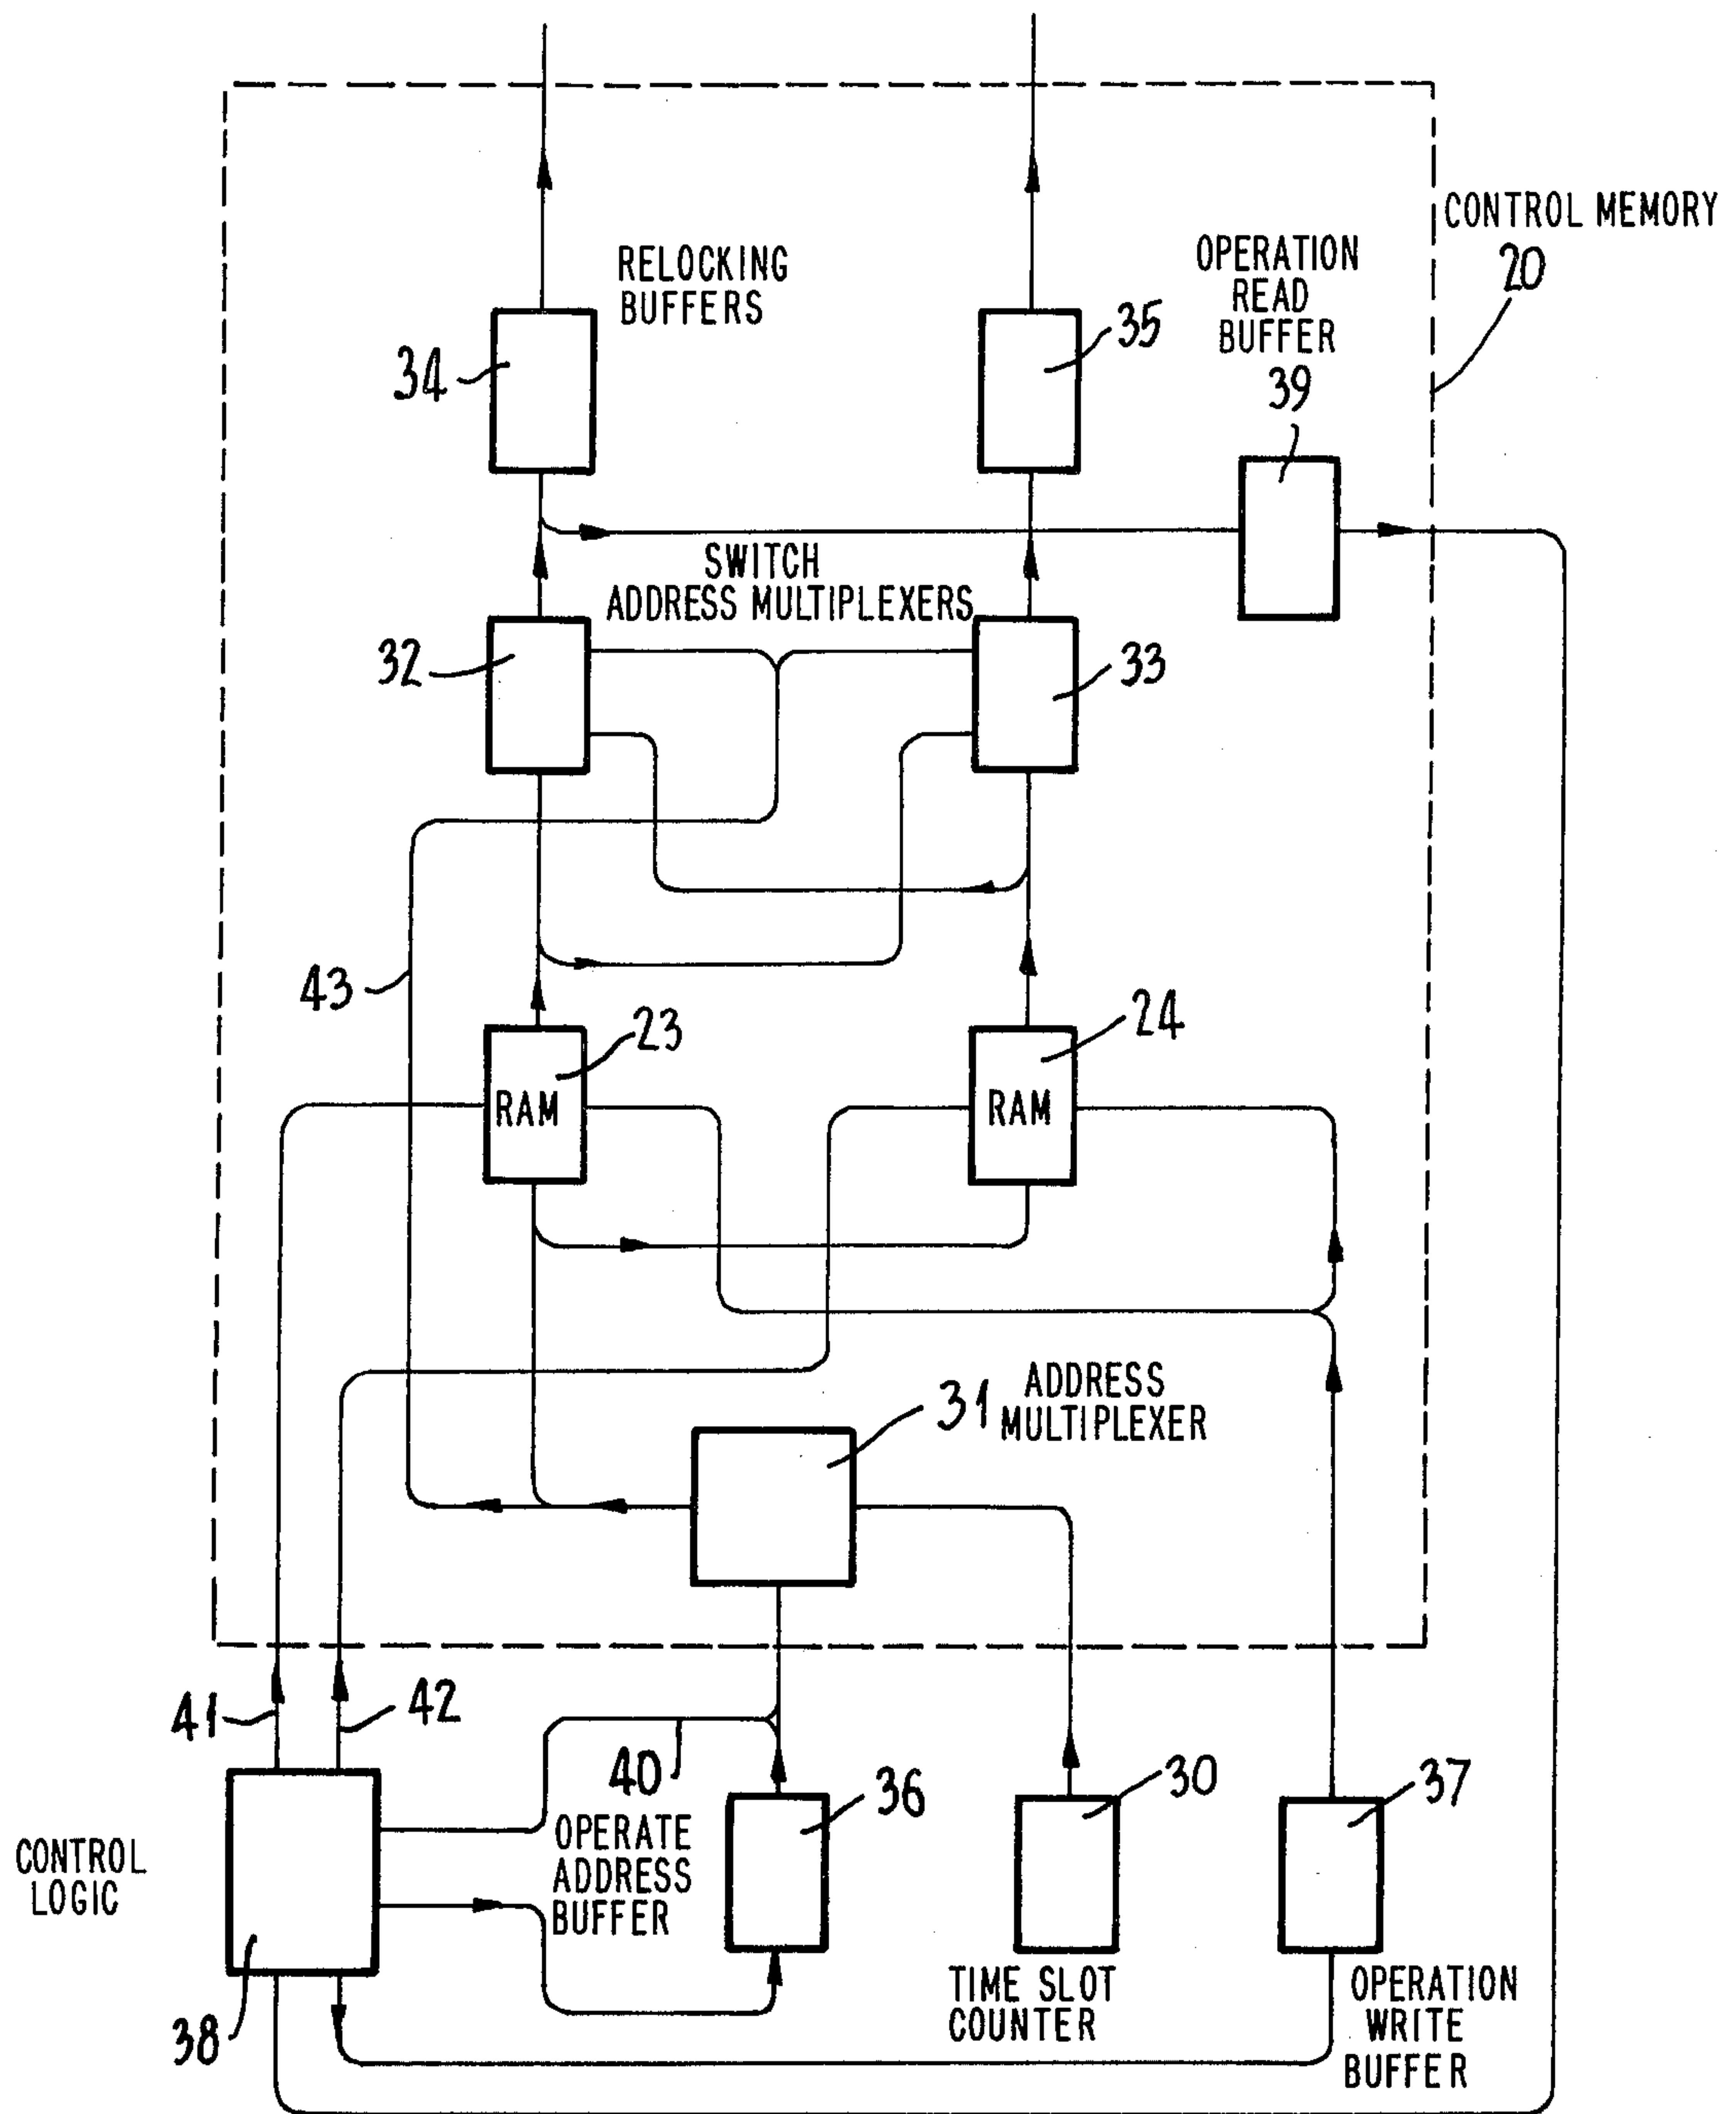 CONTROL MEMORY
20
RELOCKING
BUFFERS
OPERATION
READ
BUFFER
39
34
35
SWITCH
ADDRESS MULTIPLEXERS
32
33
43
23
24
RAM
RAM
31
ADDRESS
MULTIPLEXER
41
42
40
36
30
37
CONTROL
LOGIC
OPERATE
ADDRESS
BUFFER
38
TIME SLOT
COUNTER
OPERATION
WRITE
BUFFER